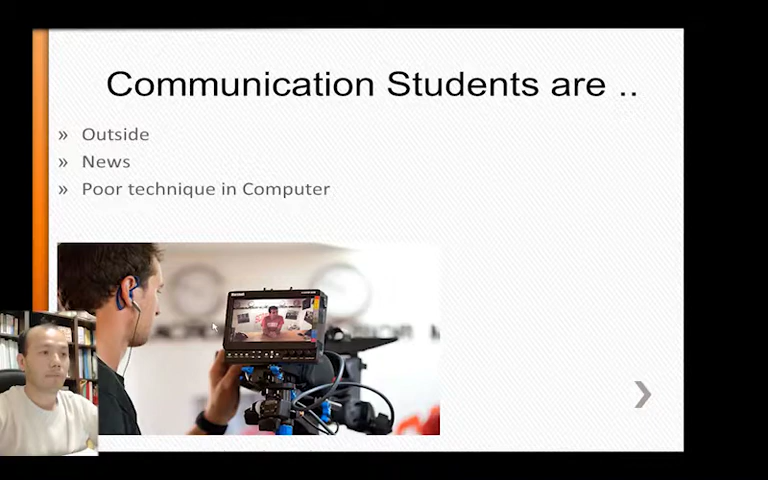 Communication Students are ..
» Outside
» News
» Poor technique in Computer